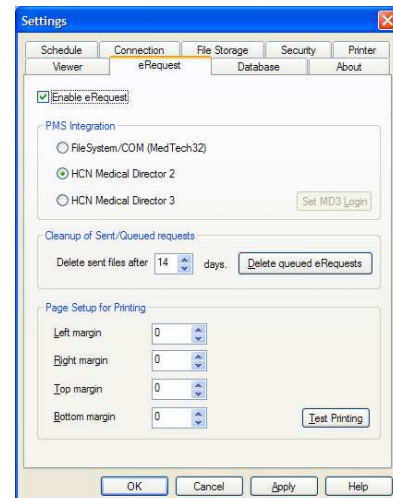 Settings
Schedule Connection File Storage Security Printer
Viewer eRequest Database About
Enable eRequest
PMS Integration
FileSystem/COM (MedTech32)
HCN Medical Director 2
HCN Medical Director 3 Set MD3 Login
Cleanup of Sent/Queued requests
Delete sent files after 14 days. Delete queued eRequests
Page Setup for Printing
Left margin 0
Right margin 0
Top margin 0
Bottom margin 0 Test Printing
OK Cancel Apply Help